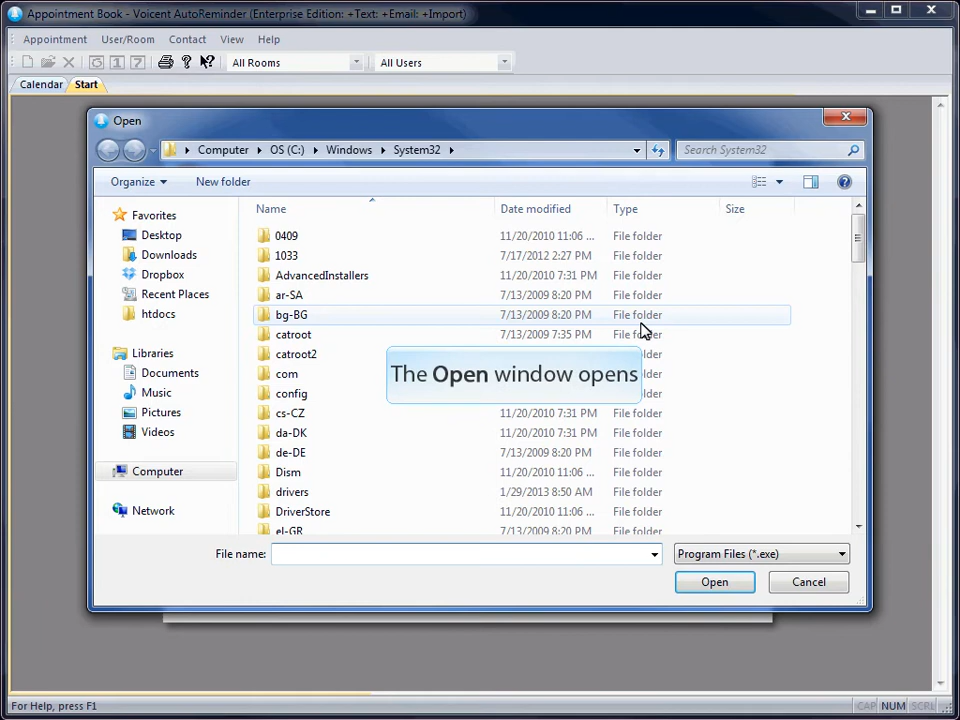 Appointment Book - Voicent AutoReminder (Enterprise Edition: +Text: +Email: +Import)
Appointment User/Room Contact View Help
All Rooms All Users
Calendar Start
Open
Computer OS (C:) Windows System32 Search System32
Organize New folder
Name Date modified Type Size
Favorites
Desktop
Downloads
Dropbox
Recent Places
htdocs
Libraries
Documents
Music
Pictures
Videos
Computer
Network
0409 11/20/2010 11:06 ... File folder
1033 7/17/2012 2:27 PM File folder
AdvancedInstallers 11/20/2010 7:31 PM File folder
ar-SA 7/13/2009 8:20 PM File folder
bg-BG 7/13/2009 8:20 PM File folder
catroot 7/13/2009 7:35 PM File folder
catroot2
com
config
cs-CZ 11/20/2010 7:31 PM File folder
da-DK 11/20/2010 7:31 PM File folder
de-DE 7/13/2009 8:20 PM File folder
Dism 11/20/2010 11:06 ... File folder
drivers 1/29/2013 8:50 AM File folder
DriverStore 11/20/2010 11:06 ... File folder
el-GR 7/13/2009 8:20 PM File folder
The Open window opens
File name: Program Files (*.exe)
Open Cancel
For Help, press F1 CAP NUM SCRL